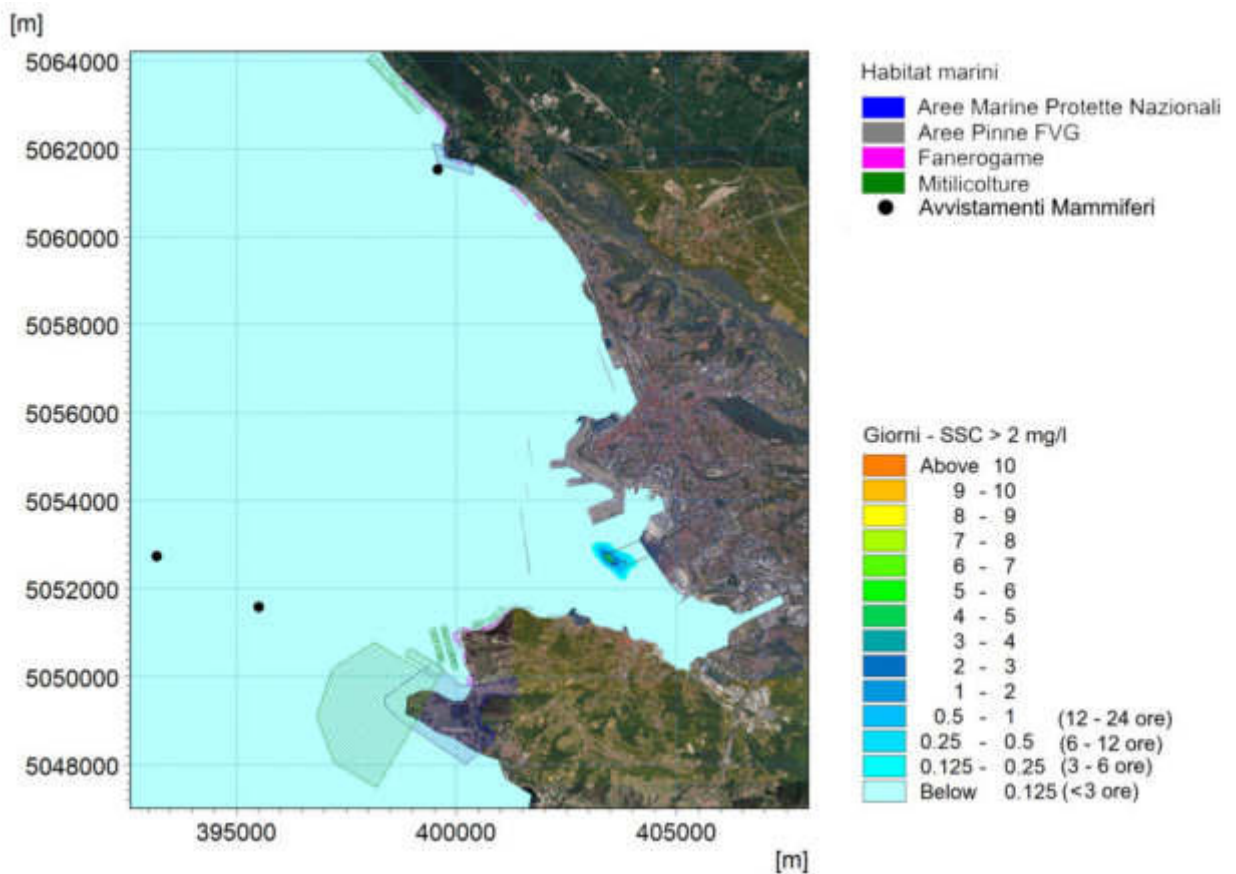 [m]
5064000
5062000
5060000
5058000
5056000
5054000
5052000
5050000
5048000
395000
400000
405000
[m]
Habitat marini
Aree Marine Protette Nazionali
Aree Pinne FVG
Fanerogame
Mitilicolture
Avvistamenti Mammiferi
Giorni - SSC > 2 mg/l
Above 10
9 - 10
8 - 9
7 - 8
6 - 7
5 - 6
4 - 5
3 - 4
2 - 3
1 - 2
0.5 - 1 (12 - 24 ore)
0.25 - 0.5 (6 - 12 ore)
0.125 - 0.25 (3 - 6 ore)
Below 0.125 (<3 ore)